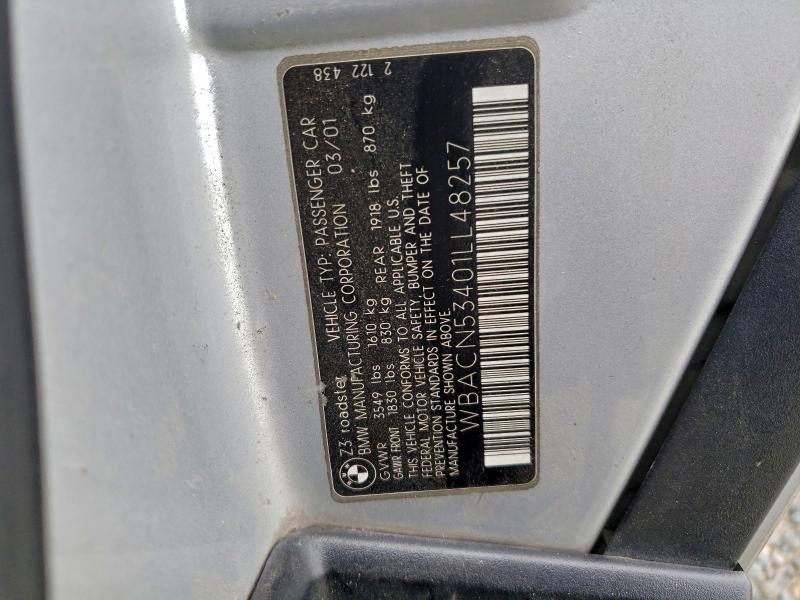 Z3 roadster VEHICLE TYP: PASSENGER CAR
BMW MANUFACTURING CORPORATION 03/01
GVWR 3549 lbs 1610 kg
GAWR FRONT 1830 lbs 830 kg REAR 1918 lbs 870 kg
THIS VEHICLE CONFORMS TO ALL APPLICABLE U.S.
FEDERAL MOTOR VEHICLE SAFETY, BUMPER AND THEFT
PREVENTION STANDARDS IN EFFECT ON THE DATE OF
MANUFACTURE SHOWN ABOVE
WBACN53401LL48257
2 122 438